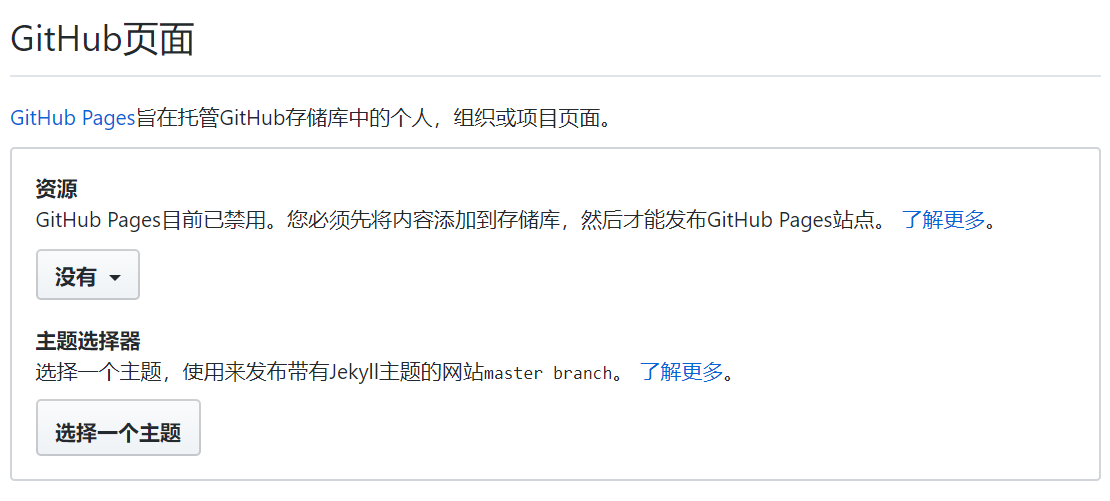 GitHub页面
GitHub Pages旨在托管GitHub存储库中的个人，组织或项目页面。
资源
GitHub Pages目前已禁用。您必须先将内容添加到存储库，然后才能发布GitHub Pages站点。 了解更多。
没有
主题选择器
选择一个主题，使用来发布带有Jekyll主题的网站master branch。 了解更多。
选择一个主题